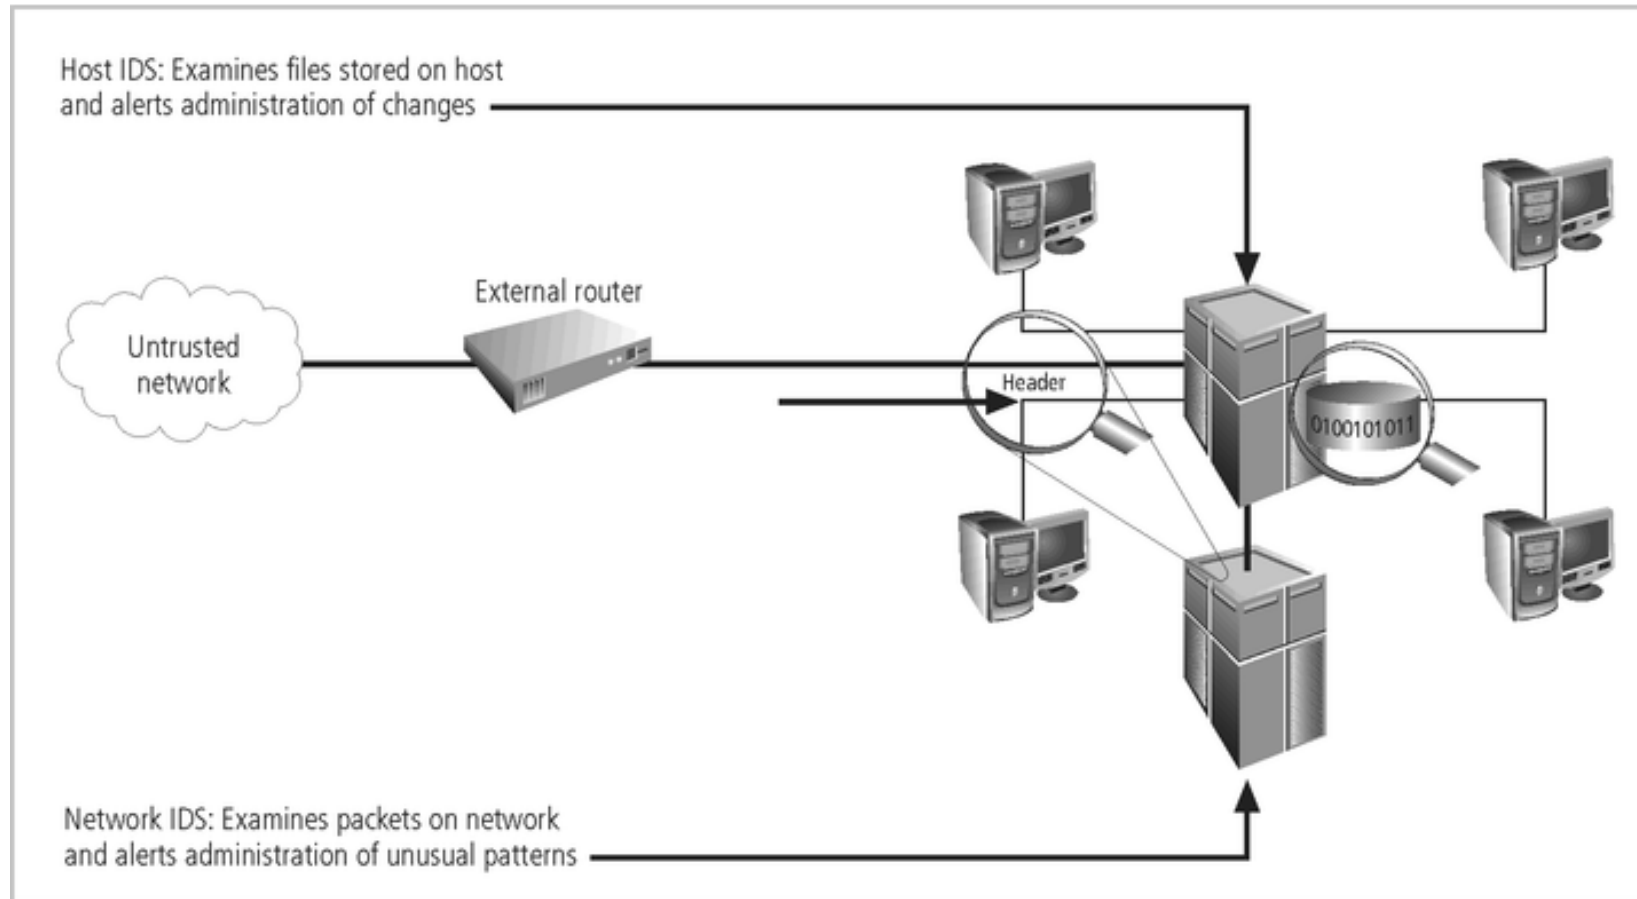 Host IDS: Examines files stored on host
and alerts administration of changes
External router
Untrusted
network
Header
0100101011
Network IDS: Examines packets on network
and alerts administration of unusual patterns